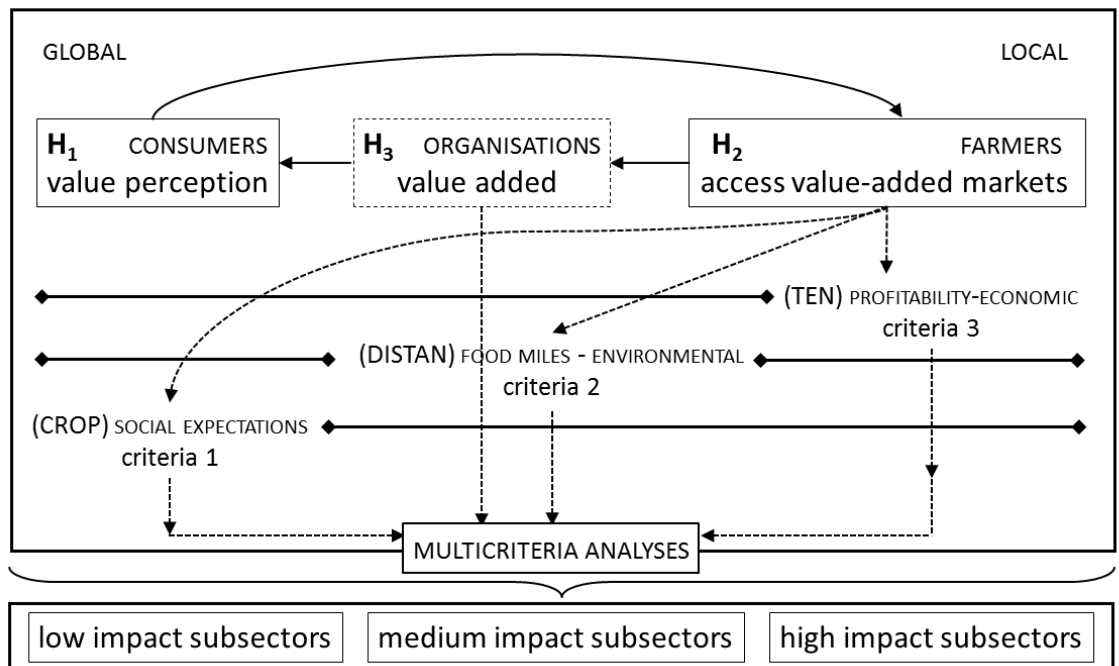 GLOBAL
LOCAL
H₁ CONSUMERS
value perception
H₃ ORGANISATIONS
value added
H₂ FARMERS
access value-added markets
(TEN) PROFITABILITY-ECONOMIC
criteria 3
(DISTAN) FOOD MILES - ENVIRONMENTAL
criteria 2
(CROP) SOCIAL EXPECTATIONS
criteria 1
MULTICRITERIA ANALYSES
low impact subsectors
medium impact subsectors
high impact subsectors